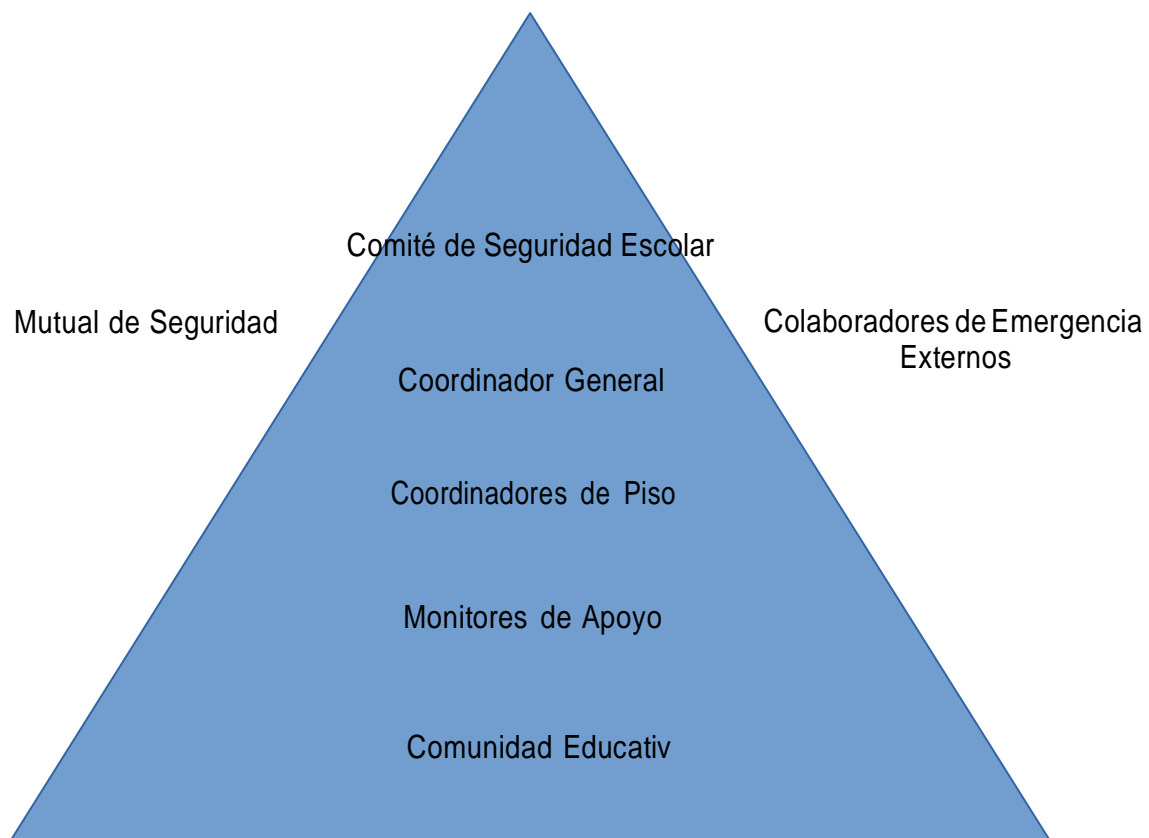 Comité de Seguridad Escolar
Mutual de Seguridad
Colaboradores de Emergencia
Externos
Coordinador General
Coordinadores de Piso
Monitores de Apoyo
Comunidad Educativ